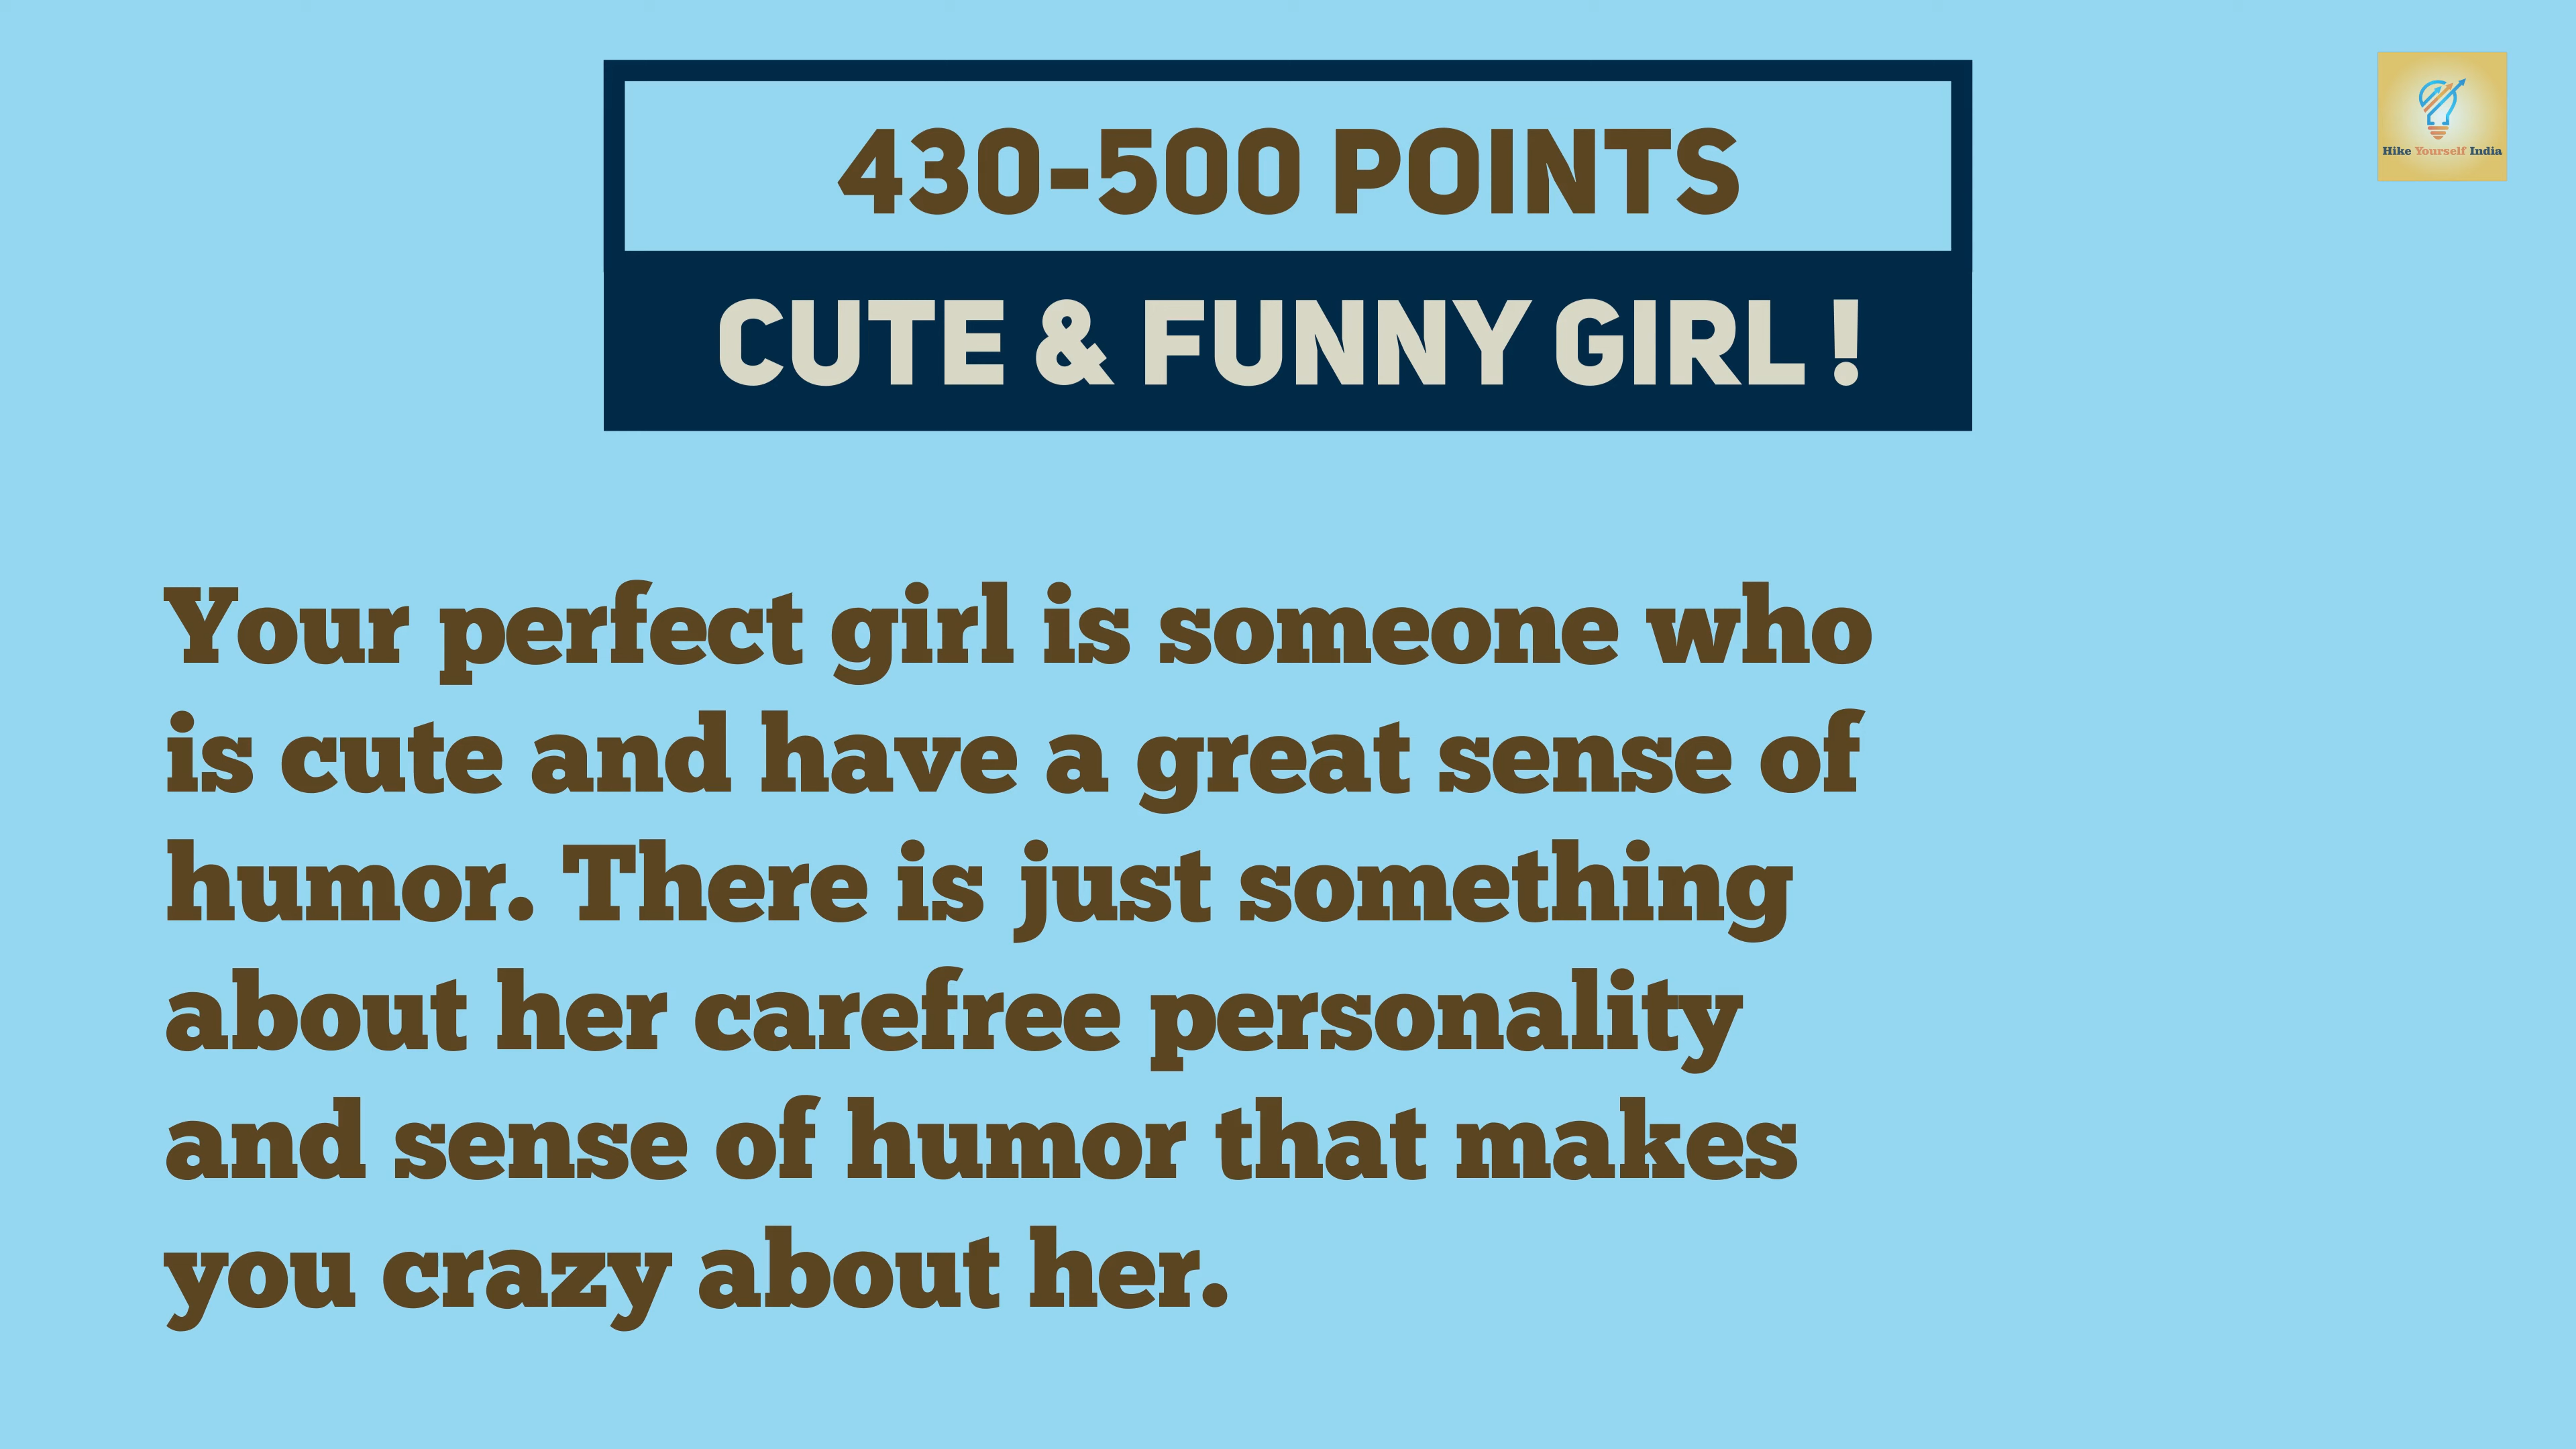 430-500 POINTS
CUTE & FUNNY GIRL !
Hike Yourself India
Your perfect girl is someone who
is cute and have a great sense of
humor. There is just something
about her carefree personality
and sense of humor that makes
you crazy about her.